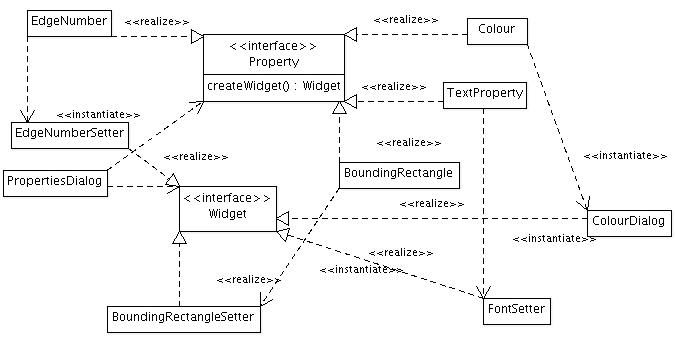 EdgeNumber
<<realize>>
<<realize>>
Colour
<<interface>>
Property
createWidget() : Widget
<<realize>>
TextProperty
<<instantiate>>
EdgeNumberSetter
<<realize>>
<<realize>>
<<instantiate>>
PropertiesDialog
BoundingRectangle
<<interface>>
Widget
<<realize>>
ColourDialog
<<instantiate>>
<<realize>>
<<instantiate>>
<<realize>>
BoundingRectangleSetter
FontSetter